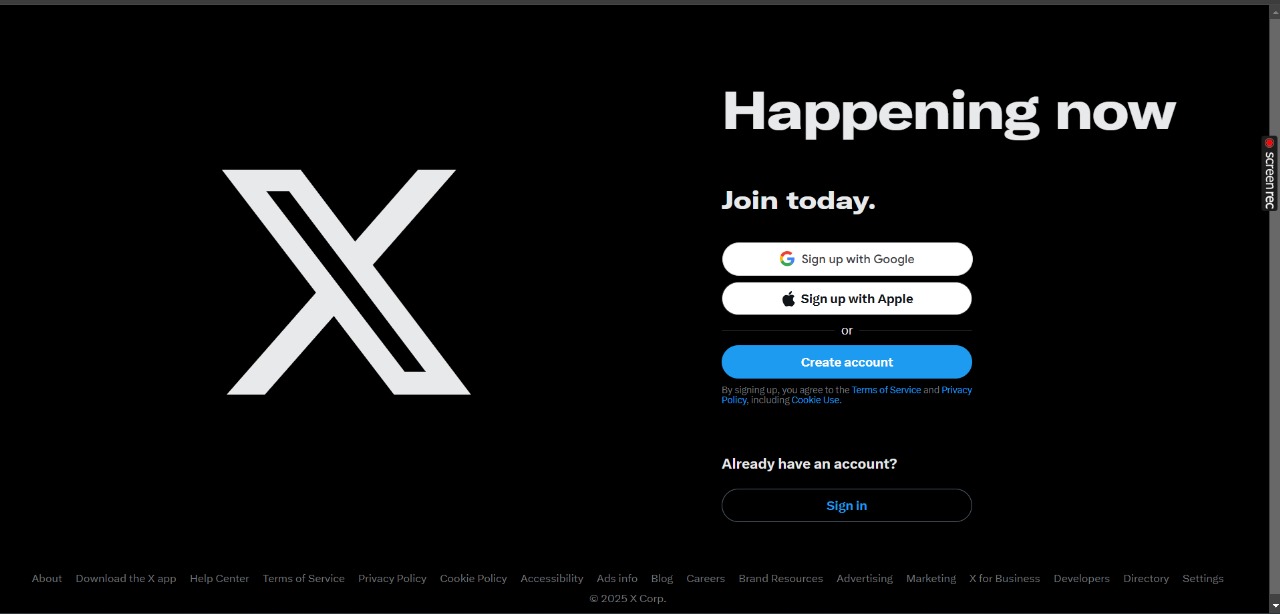 Happening now
Join today.
Sign up with Google
Sign up with Apple
or
Create account
By signing up, you agree to the Terms of Service and Privacy
Policy, including Cookie Use.
Already have an account?
Sign in
screen rec
About Download the X app Help Center Terms of Service Privacy Policy Cookie Policy Accessibility Ads info Blog Careers Brand Resources Advertising Marketing X for Business Developers Directory Settings
© 2025 X Corp.